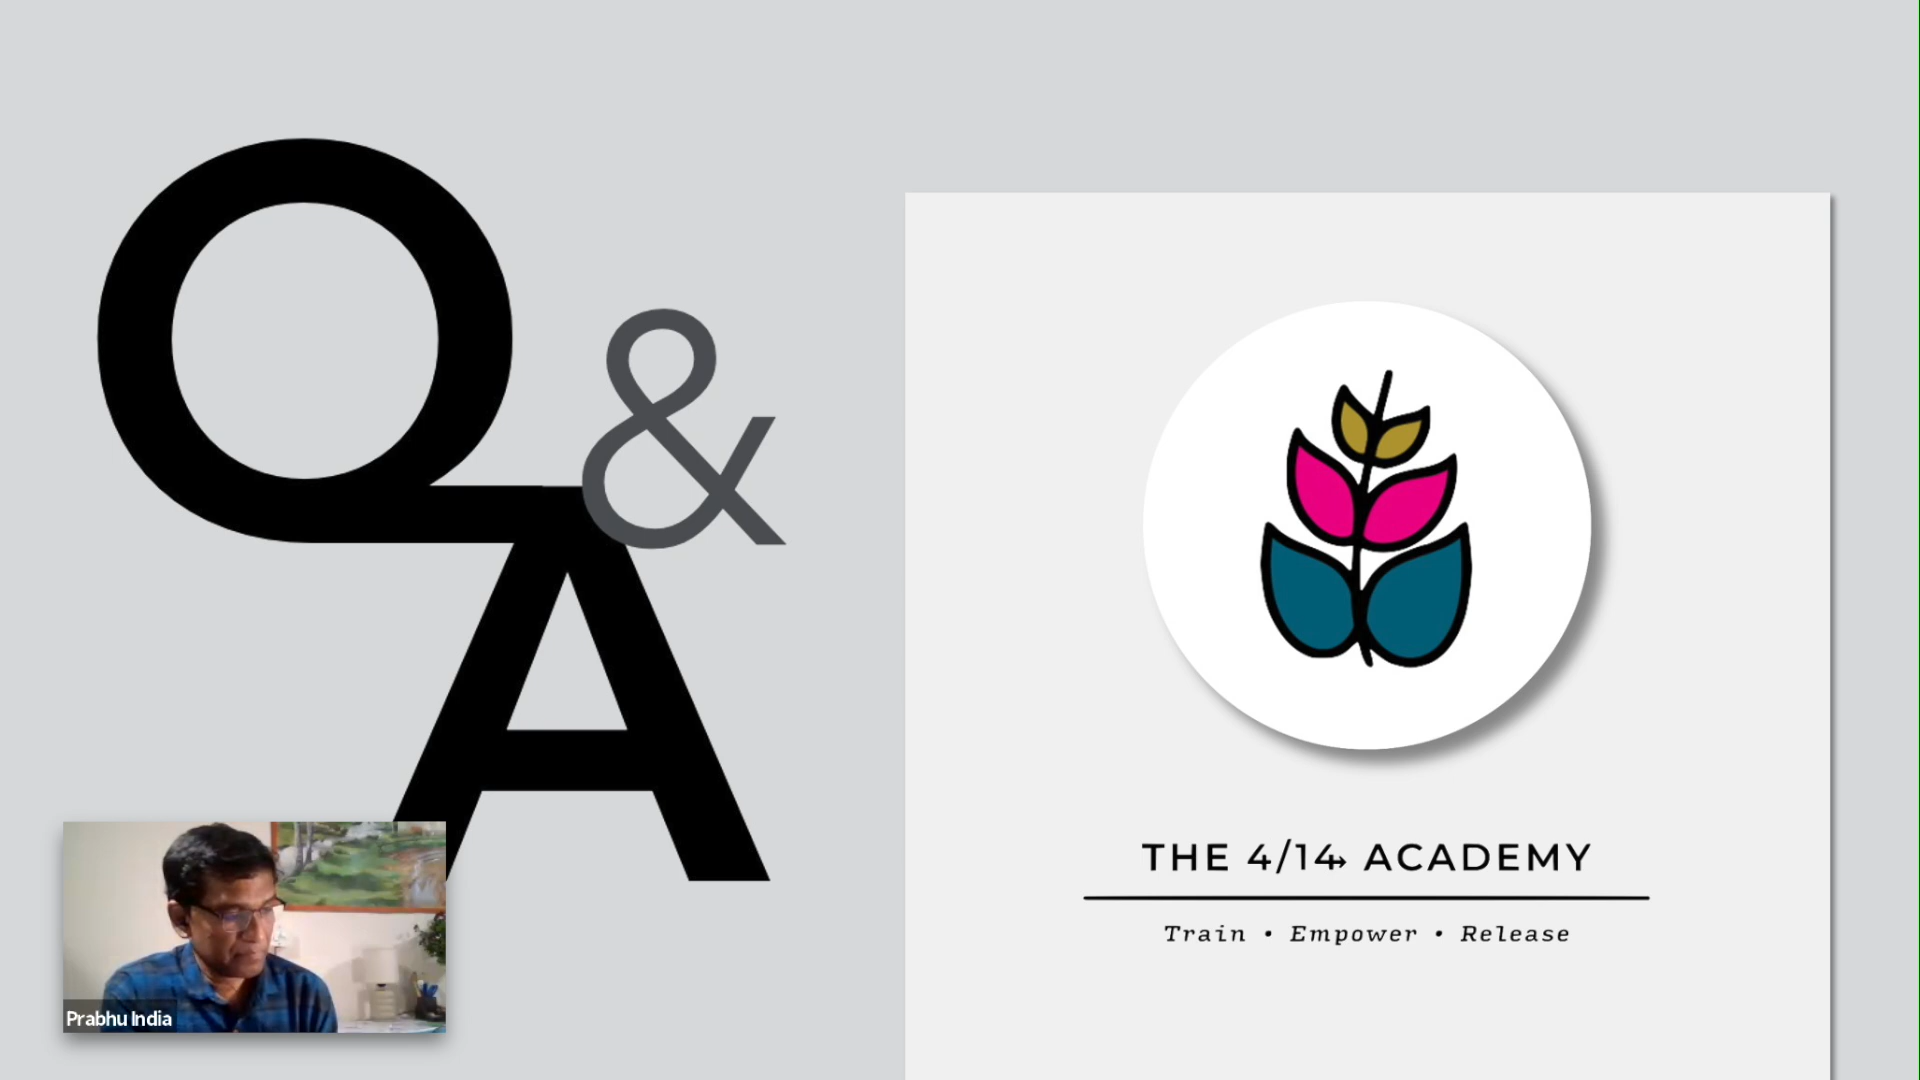 Q&
A
THE 4/14 ACADEMY
Train • Empower • Release
Prabhu India